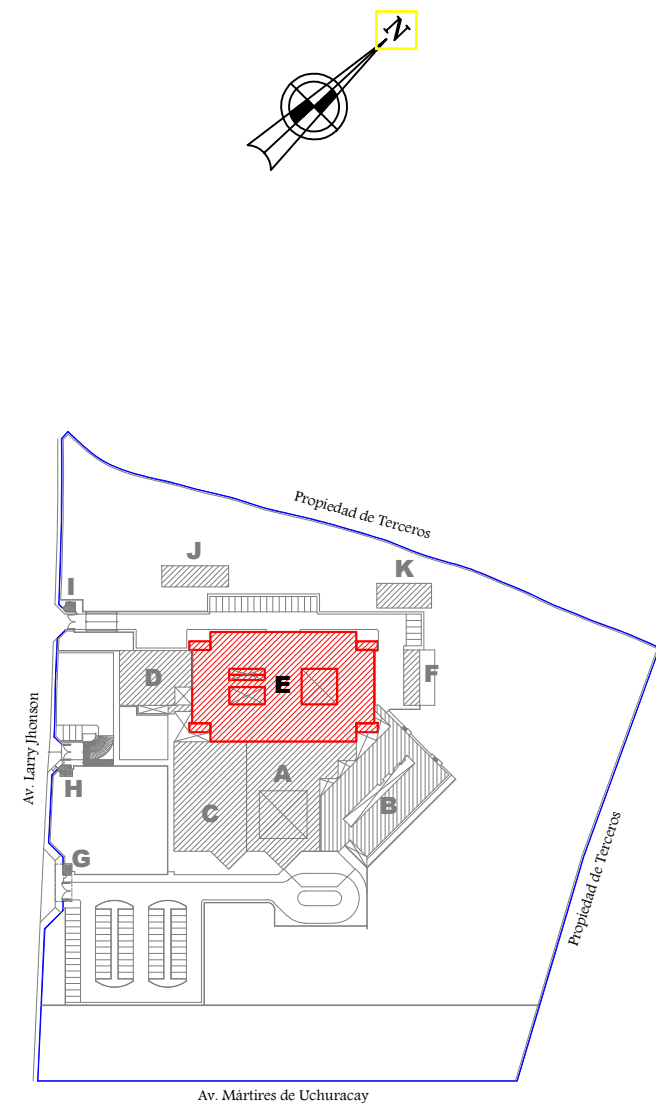 N
Propiedad de Terceros
J
I
K
D
E
F
Av. Larry Jhonson
H
A
C
B
G
Propiedad de Terceros
Av. Mártires de Uchuracay